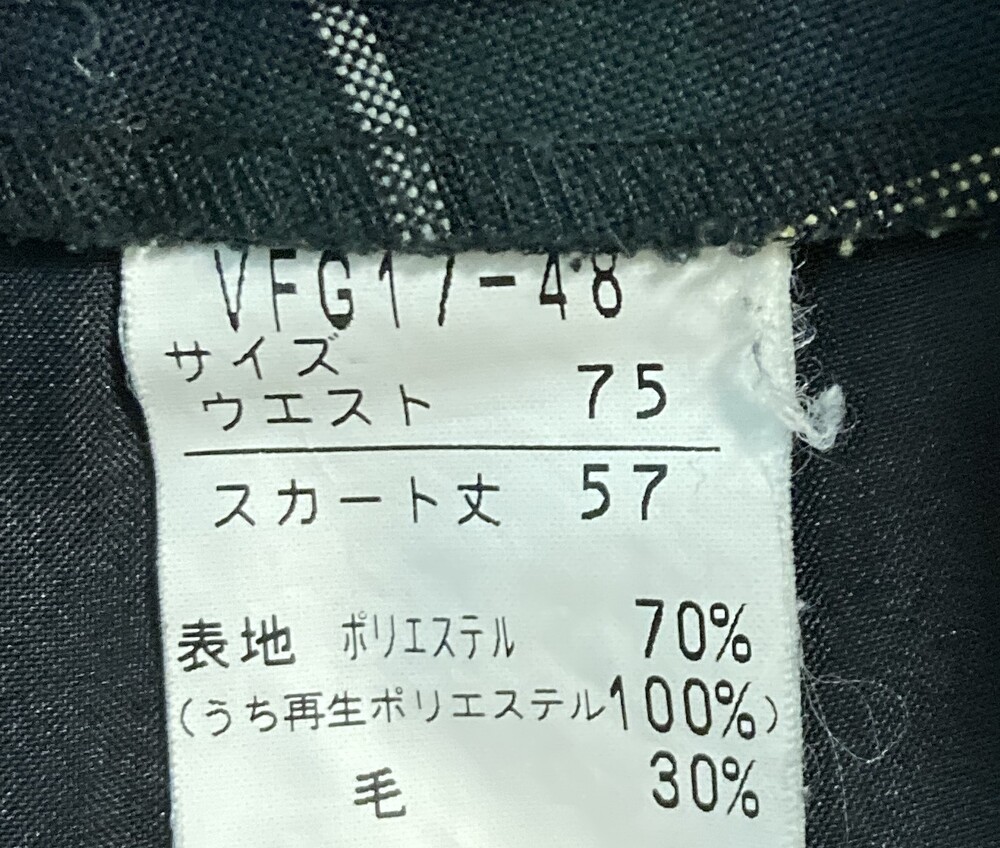 VFG17-48
サイズ
ウエスト 75
スカート丈 57
表地 ポリエステル 70%
(うち再生ポリエステル100%)
毛 30%